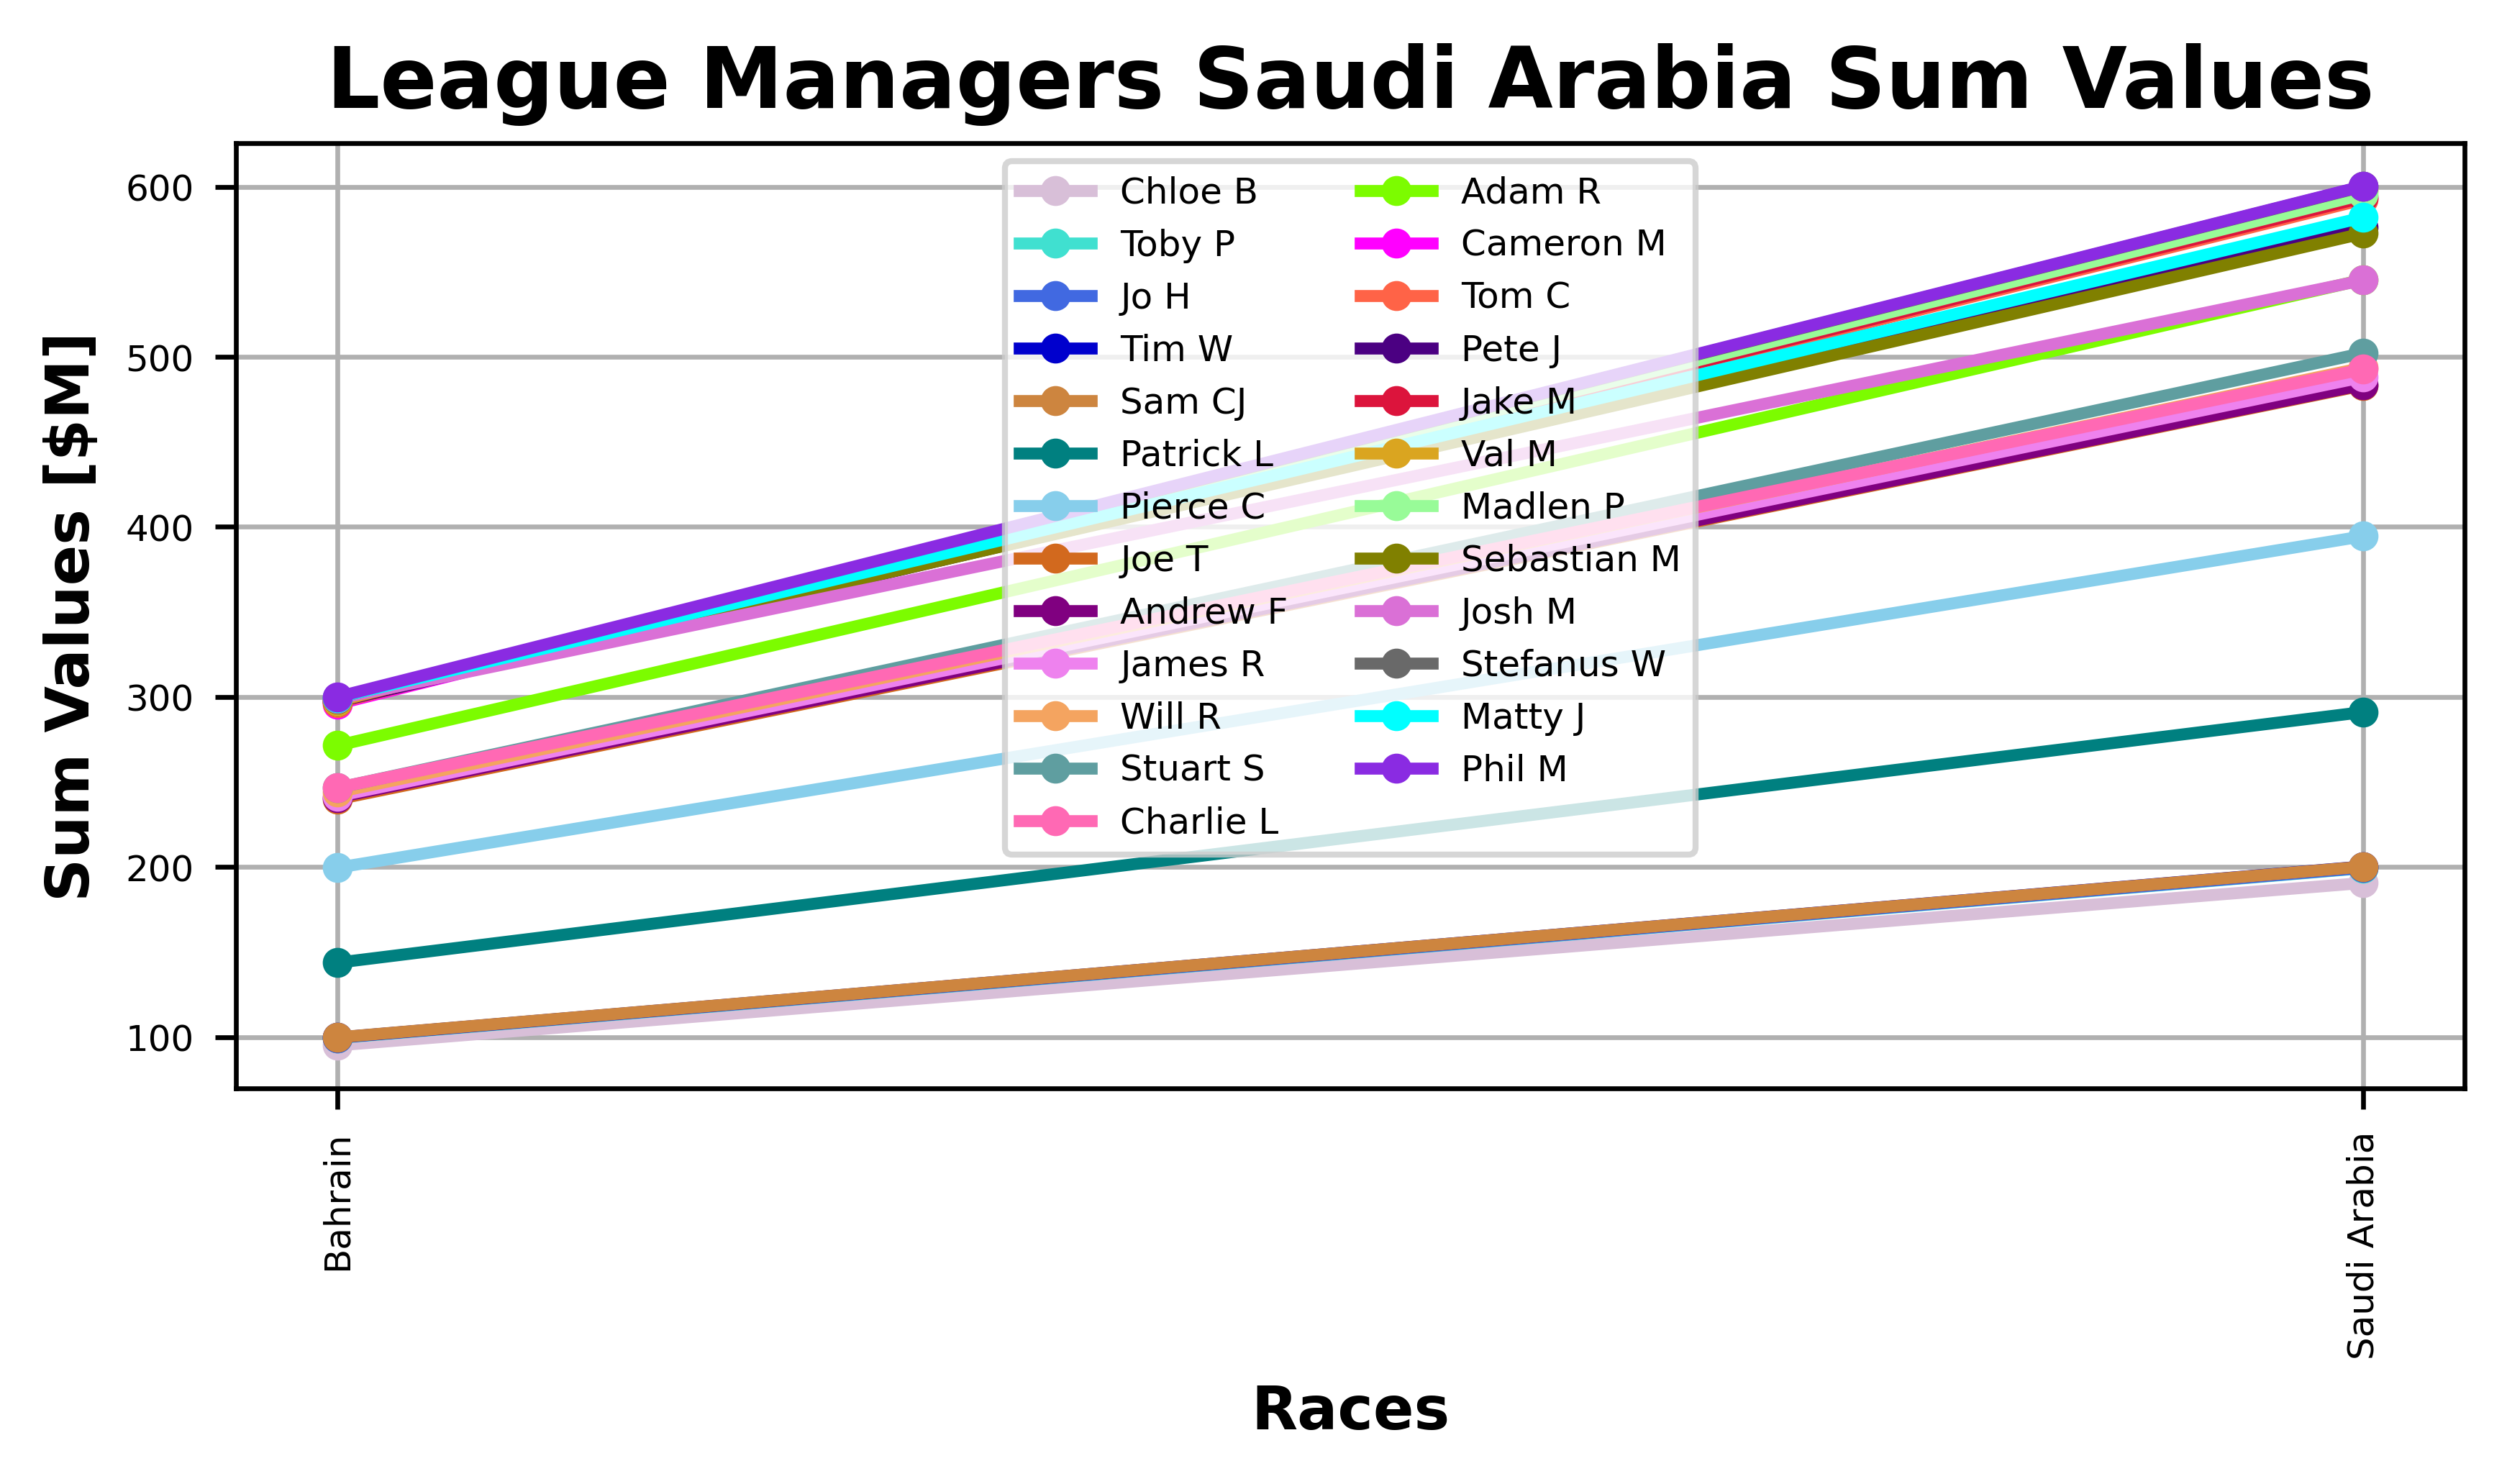 League Managers Saudi Arabia Sum Values
Sum Values [$M]
600
500
400
300
200
100
Chloe B
Toby P
Jo H
Tim W
Sam CJ
Patrick L
Pierce C
Joe T
Andrew F
James R
Will R
Stuart S
Charlie L
Adam R
Cameron M
Tom C
Pete J
Jake M
Val M
Madlen P
Sebastian M
Josh M
Stefanus W
Matty J
Phil M
Bahrain
Saudi Arabia
Races